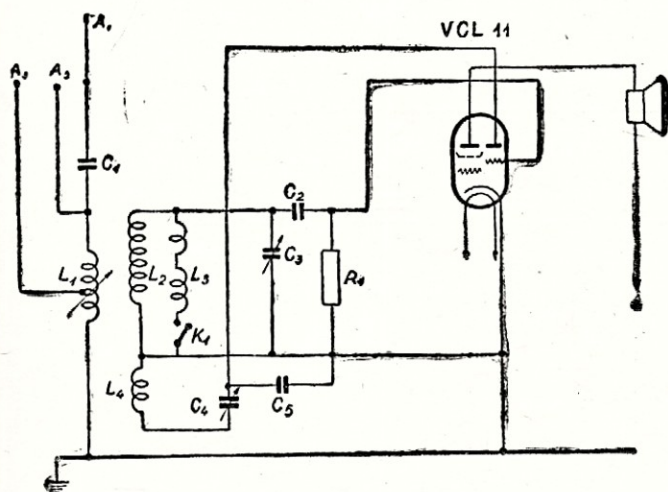 A₁
VCL 11
A₂
A₃
C₁
C₂
L₁
L₂
L₃
C₃
R₁
K₁
L₄
C₄
C₅